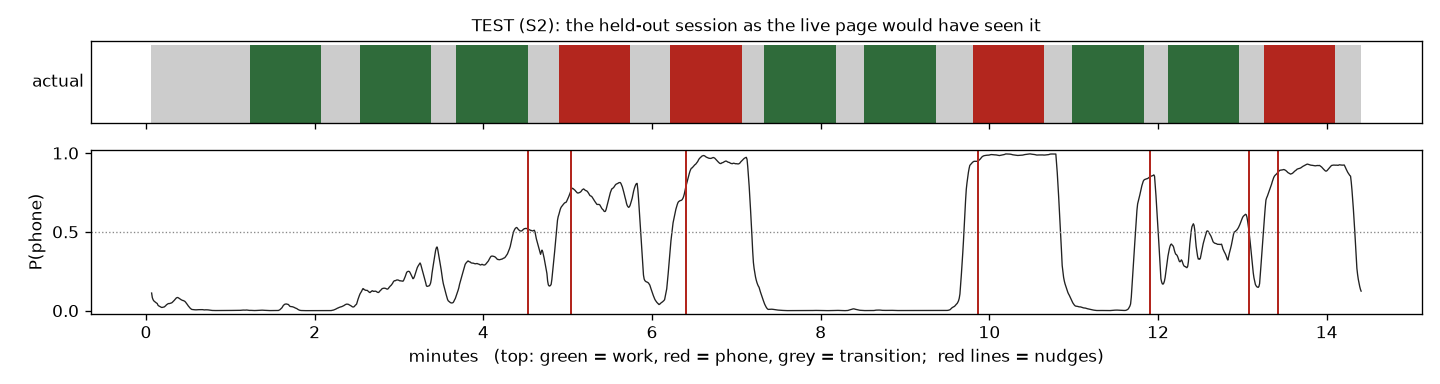 TEST (S2): the held-out session as the live page would have seen it
actual
1.0
0.5
0.0
P(phone)
0 2 4 6 8 10 12 14
minutes (top: green = work, red = phone, grey = transition; red lines = nudges)